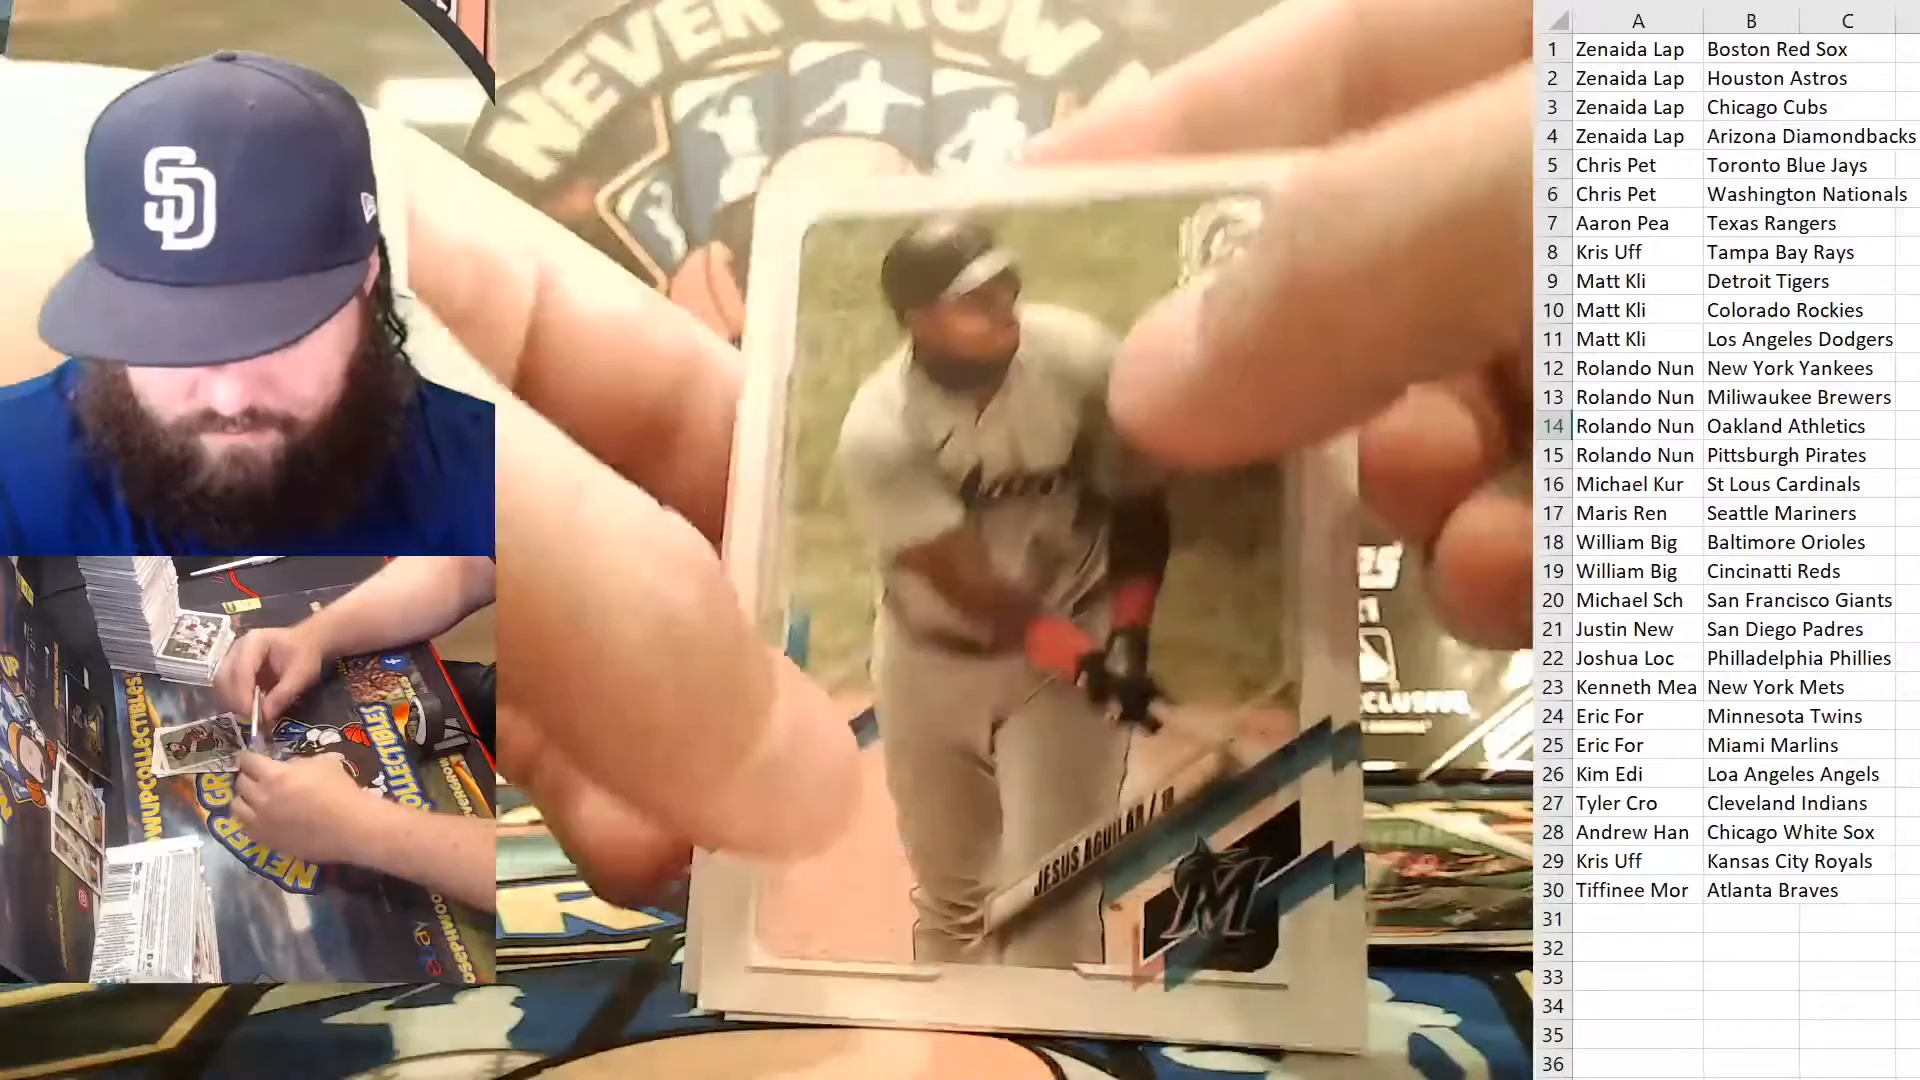 NEVER GROW
SD
JESUS AGUILAR / 1B
M
CLUSIVE
WUPCOLLECTIBLES
OLLECTIBLES
NEVER GR
UP
ebay
A B C
1 Zenaida Lap Boston Red Sox
2 Zenaida Lap Houston Astros
3 Zenaida Lap Chicago Cubs
4 Zenaida Lap Arizona Diamondbacks
5 Chris Pet Toronto Blue Jays
6 Chris Pet Washington Nationals
7 Aaron Pea Texas Rangers
8 Kris Uff Tampa Bay Rays
9 Matt Kli Detroit Tigers
10 Matt Kli Colorado Rockies
11 Matt Kli Los Angeles Dodgers
12 Rolando Nun New York Yankees
13 Rolando Nun Miliwaukee Brewers
14 Rolando Nun Oakland Athletics
15 Rolando Nun Pittsburgh Pirates
16 Michael Kur St Lous Cardinals
17 Maris Ren Seattle Mariners
18 William Big Baltimore Orioles
19 William Big Cincinatti Reds
20 Michael Sch San Francisco Giants
21 Justin New San Diego Padres
22 Joshua Loc Philladelphia Phillies
23 Kenneth Mea New York Mets
24 Eric For Minnesota Twins
25 Eric For Miami Marlins
26 Kim Edi Loa Angeles Angels
27 Tyler Cro Cleveland Indians
28 Andrew Han Chicago White Sox
29 Kris Uff Kansas City Royals
30 Tiffinee Mor Atlanta Braves
31
32
33
34
35
36